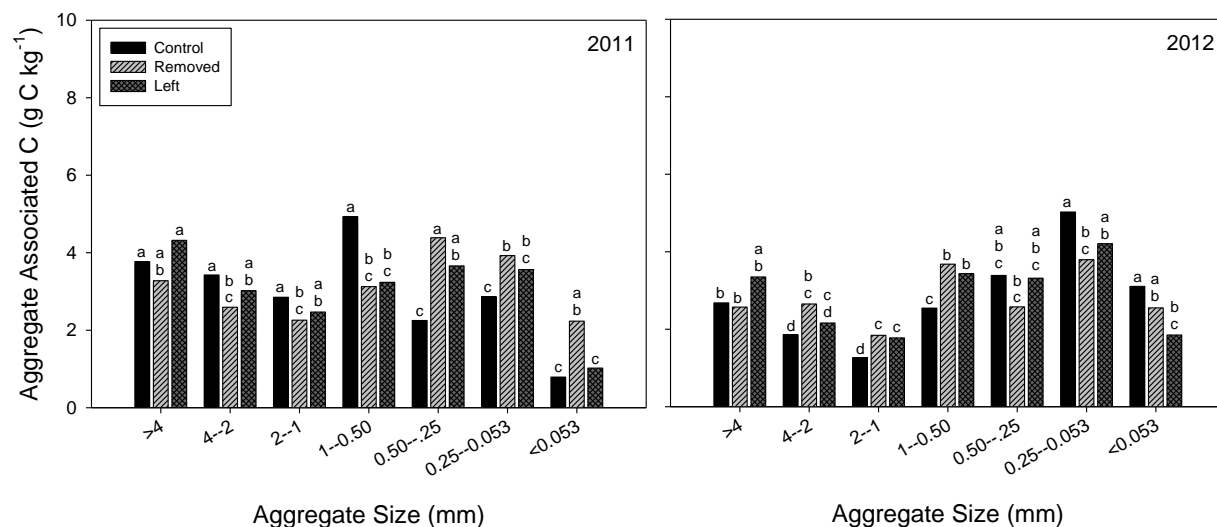 Aggregate Associated C (g C kg-1)
10
8
6
4
2
0
Control
Removed
Left
2011
a
a
b
a
a
b
c
a
b
a
b
c
a
b
a
b
c
b
c
c
a
a
b
c
b
b
c
c
a
b
c
>4
4--2
2--1
1--0.50
0.50--.25
0.25--0.053
<0.053
Aggregate Size (mm)
2012
b
b
a
b
d
b
c
c
d
d
c
c
c
b
b
a
b
c
b
c
a
b
c
a
b
c
a
b
a
a
b
b
c
>4
4--2
2--1
1--0.50
0.50--.25
0.25--0.053
<0.053
Aggregate Size (mm)